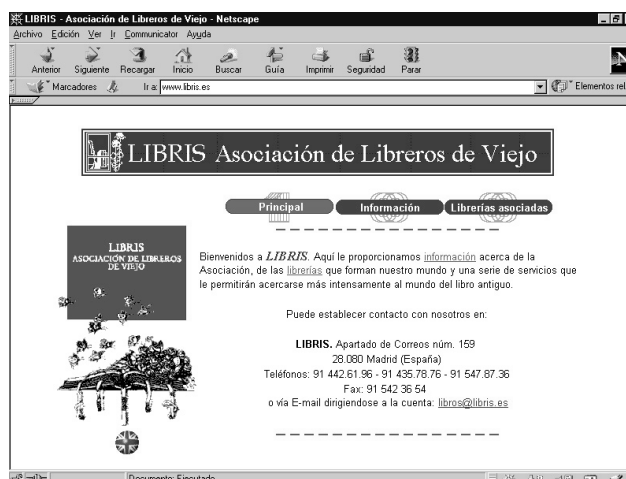 LIBRIS - Asociación de Libreros de Viejo - Netscape
Archivo Edición Ver Ir Communicator Ayuda
Anterior Siguiente Recargar Inicio Buscar Guía Imprimir Seguridad Parar
Marcadores Ir a: www.libris.es Elementos rel
LIBRIS Asociación de Libreros de Viejo
Principal Información Librerías asociadas
LIBRIS
ASOCIACIÓN DE LIBREROS
DE VIEJO
Bienvenidos a LIBRIS. Aquí le proporcionamos información acerca de la
Asociación, de las librerías que forman nuestro mundo y una serie de servicios que
le permitirán acercarse más intensamente al mundo del libro antiguo.
Puede establecer contacto con nosotros en:
LIBRIS. Apartado de Correos núm. 159
28.080 Madrid (España)
Teléfonos: 91 442.61.96 - 91 435.78.76 - 91 547.87.36
Fax: 91 542 36 54
o vía E-mail dirigiendose a la cuenta: libros@libris.es
Documento: Ejecutado